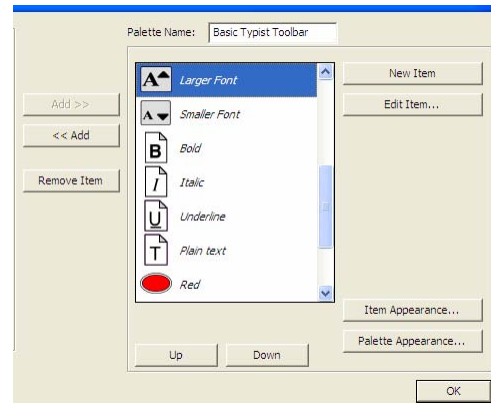 Palette Name: Basic Typist Toolbar
Add >>
<< Add
Remove Item
A Larger Font
A Smaller Font
B Bold
I Italic
U Underline
T Plain text
Red
New Item
Edit Item...
Item Appearance...
Palette Appearance...
Up Down
OK